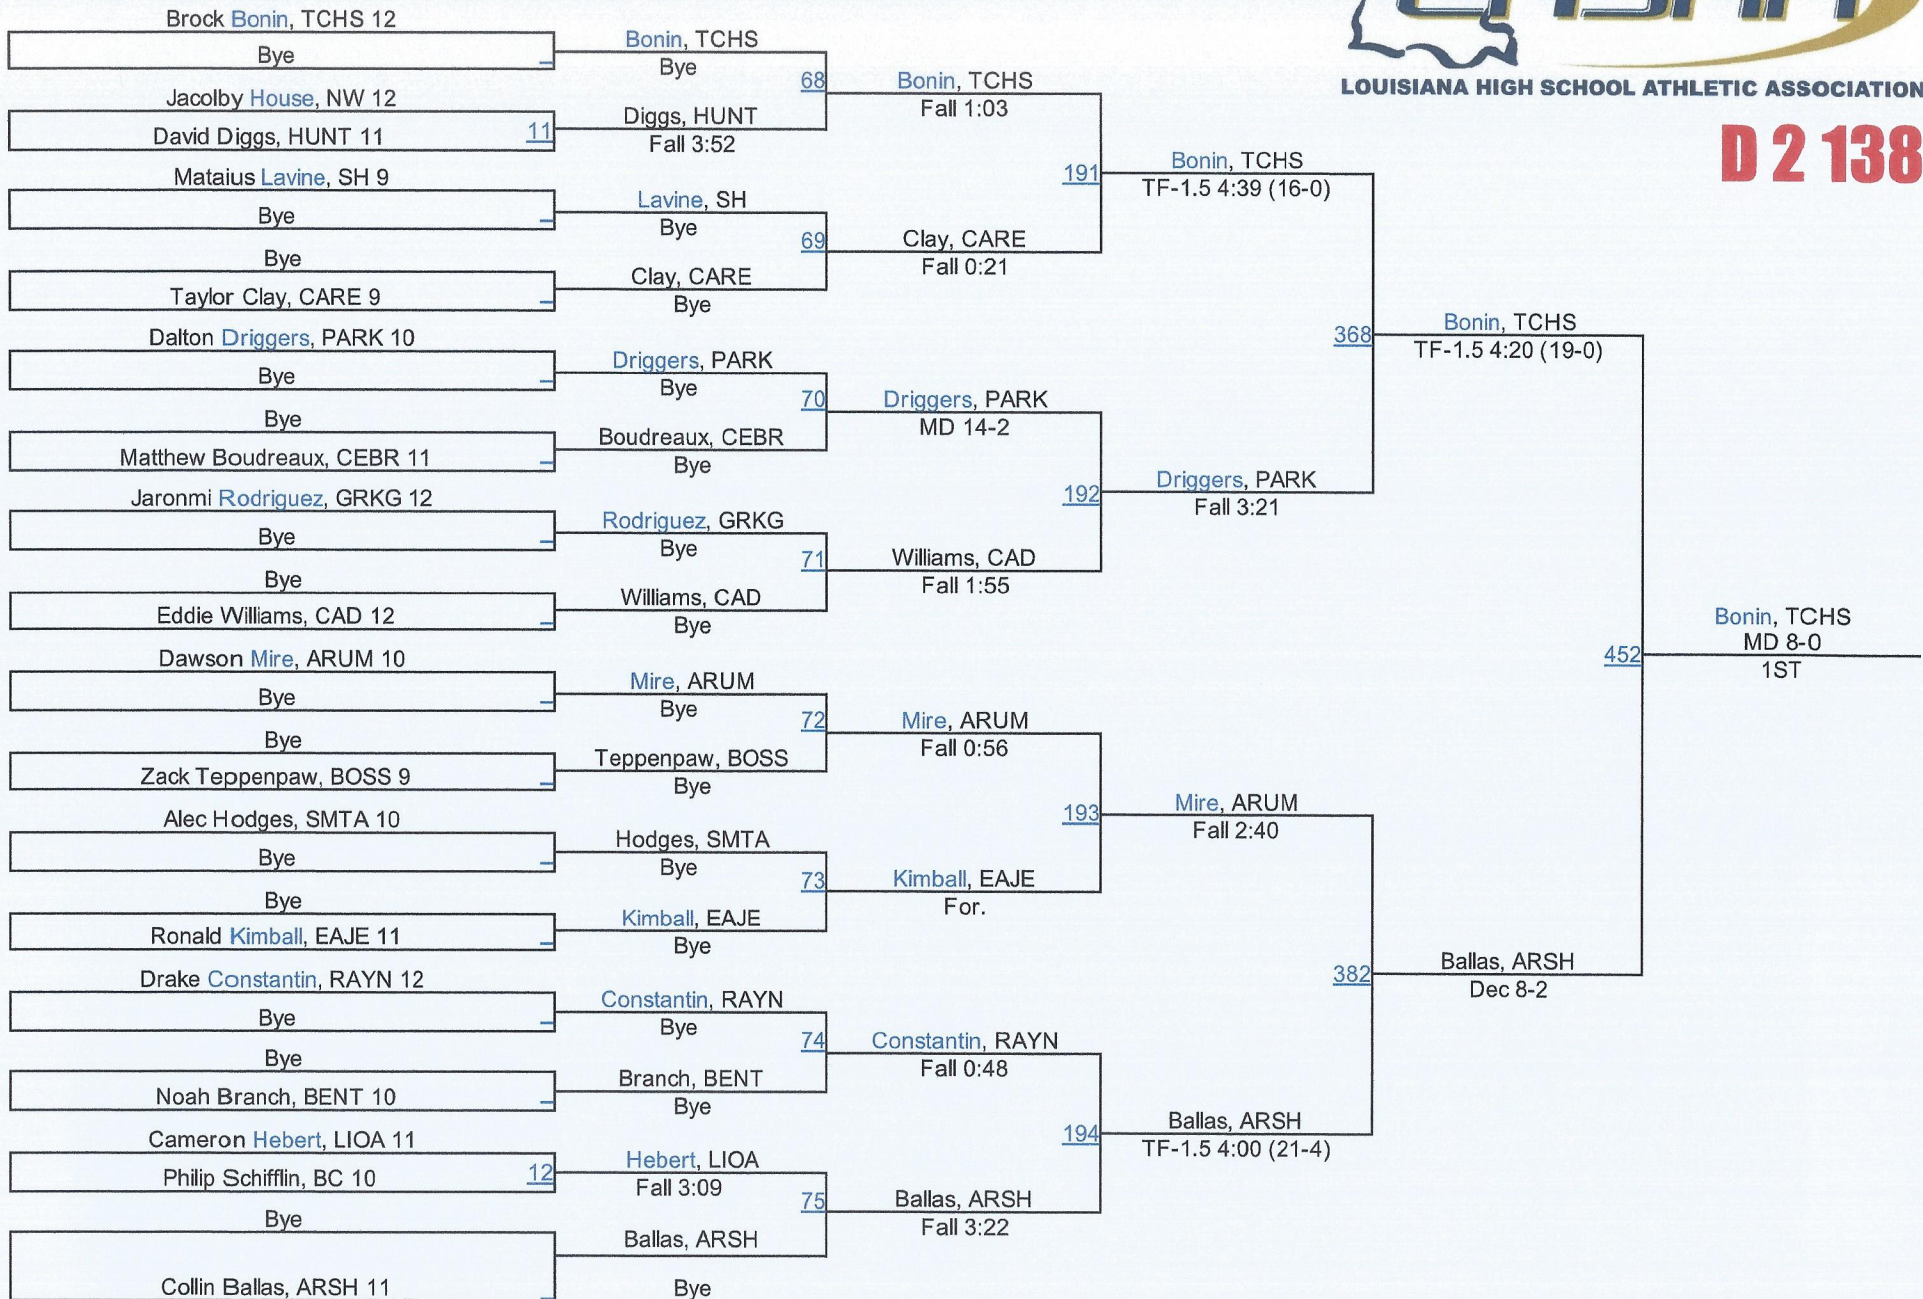 LOUISIANA HIGH SCHOOL ATHLETIC ASSOCIATION
D 2 138
Brock Bonin, TCHS 12
Bye
Jacolby House, NW 12
David Diggs, HUNT 11
11
Mataius Lavine, SH 9
Bye
Bye
Taylor Clay, CARE 9
Dalton Driggers, PARK 10
Bye
Bye
Matthew Boudreaux, CEBR 11
Jaronmi Rodriguez, GRKG 12
Bye
Bye
Eddie Williams, CAD 12
Dawson Mire, ARUM 10
Bye
Bye
Zack Teppenpaw, BOSS 9
Alec Hodges, SMTA 10
Bye
Bye
Ronald Kimball, EAJE 11
Drake Constantin, RAYN 12
Bye
Bye
Noah Branch, BENT 10
Cameron Hebert, LIOA 11
Philip Schifflin, BC 10
12
Bye
Collin Ballas, ARSH 11
Bonin, TCHS
Bye
68
Diggs, HUNT
Fall 3:52
Lavine, SH
Bye
69
Clay, CARE
Bye
Driggers, PARK
Bye
70
Boudreaux, CEBR
Bye
Rodriguez, GRKG
Bye
71
Williams, CAD
Bye
Mire, ARUM
Bye
72
Teppenpaw, BOSS
Bye
Hodges, SMTA
Bye
73
Kimball, EAJE
Bye
Constantin, RAYN
Bye
74
Branch, BENT
Bye
Hebert, LIOA
Fall 3:09
75
Ballas, ARSH
Bye
Bonin, TCHS
Fall 1:03
191
Clay, CARE
Fall 0:21
Driggers, PARK
MD 14-2
192
Williams, CAD
Fall 1:55
Mire, ARUM
Fall 0:56
193
Kimball, EAJE
For.
Constantin, RAYN
Fall 0:48
194
Ballas, ARSH
Fall 3:22
Bonin, TCHS
TF-1.5 4:39 (16-0)
368
Driggers, PARK
Fall 3:21
Mire, ARUM
Fall 2:40
382
Ballas, ARSH
TF-1.5 4:00 (21-4)
Bonin, TCHS
TF-1.5 4:20 (19-0)
452
Ballas, ARSH
Dec 8-2
Bonin, TCHS
MD 8-0
1ST